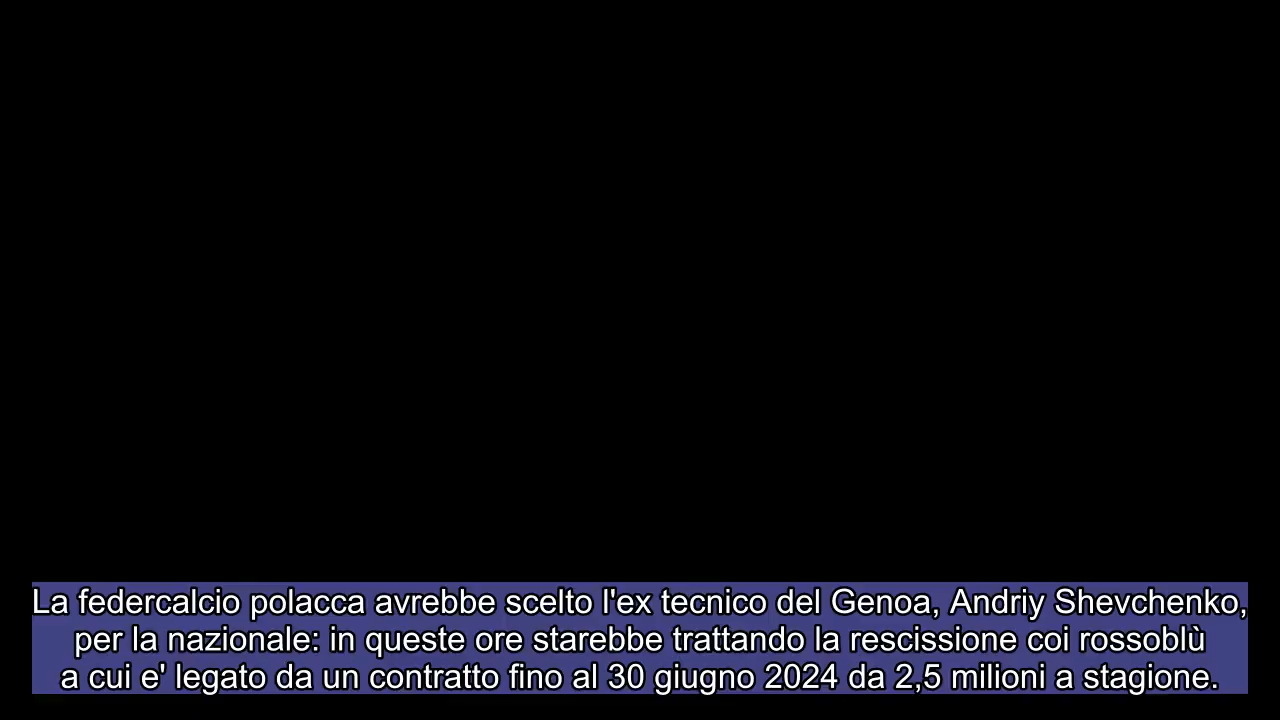 La federcalcio polacca avrebbe scelto l'ex tecnico del Genoa, Andriy Shevchenko,
per la nazionale: in queste ore starebbe trattando la rescissione coi rossoblù
a cui e' legato da un contratto fino al 30 giugno 2024 da 2,5 milioni a stagione.